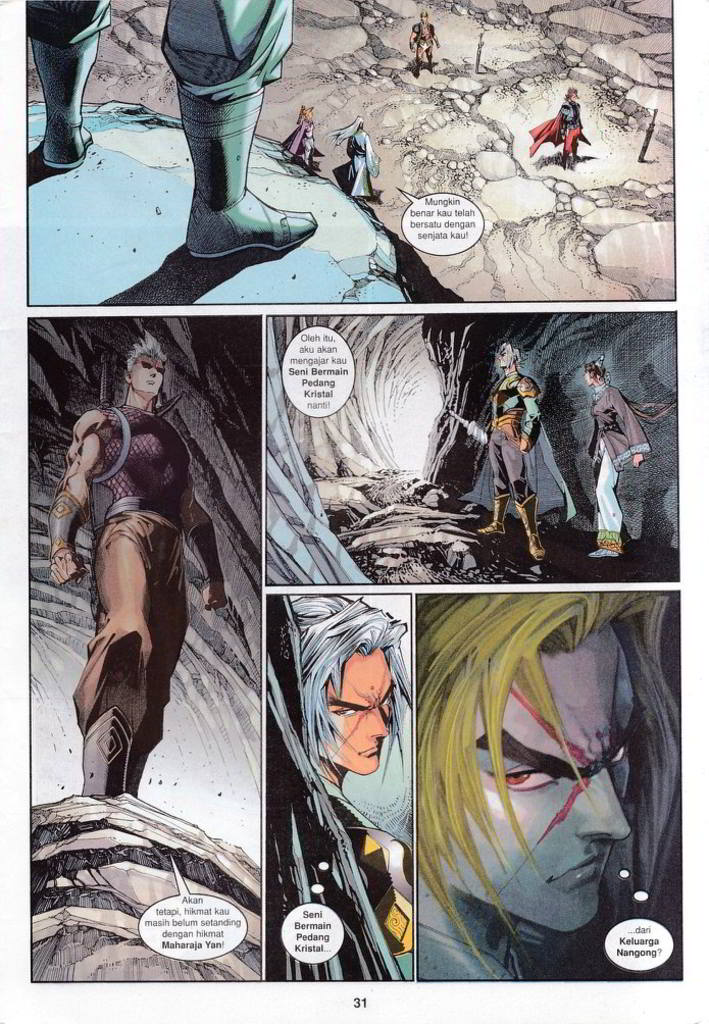 Mungkin
benar kau telah
bersatu dengan
senjata kau!
Akan
tetapi, hikmat kau
masih belum setanding
dengan hikmat
Maharaja Yan!
Oleh itu,
aku akan
mengajar kau
Seni Bermain
Pedang
Kristal
nanti!
Seni
Bermain
Pedang
Kristal...
...dari
Keluarga
Nangong?
31